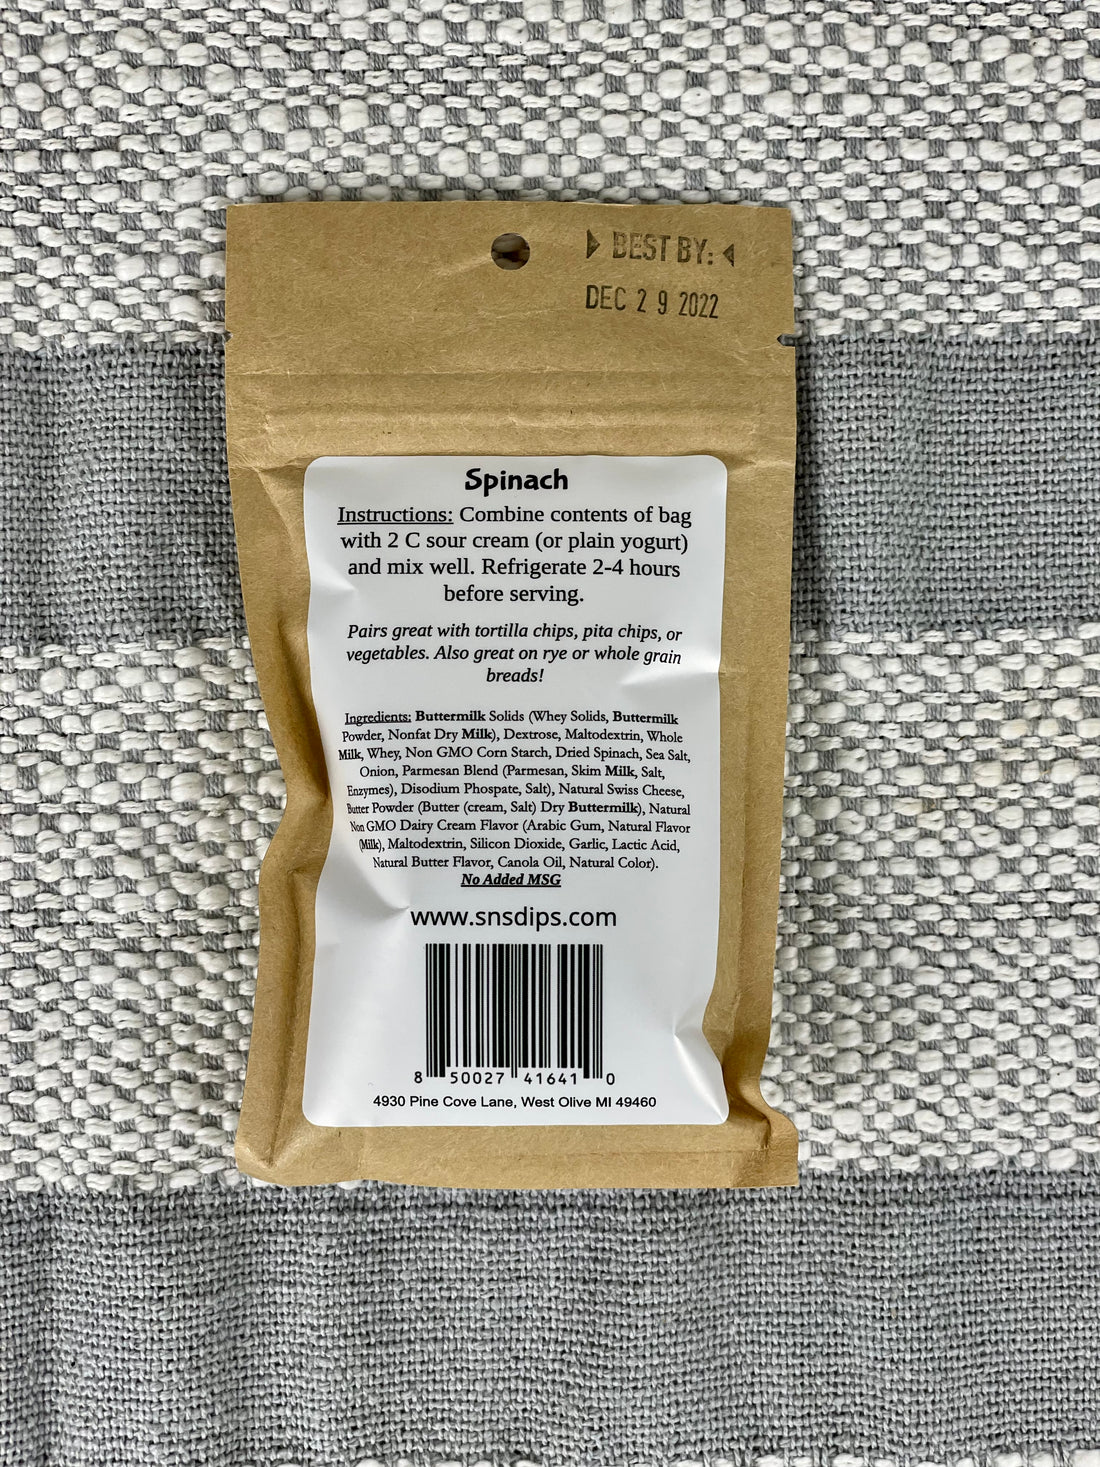 BEST BY:
DEC 29 2022
Spinach
Instructions: Combine contents of bag
with 2 C sour cream (or plain yogurt)
and mix well. Refrigerate 2-4 hours
before serving.
Pairs great with tortilla chips, pita chips, or
vegetables. Also great on rye or whole grain
breads!
Ingredients: Buttermilk Solids (Whey Solids, Buttermilk
Powder, Nonfat Dry Milk), Dextrose, Maltodextrin, Whole
Milk, Whey, Non GMO Corn Starch, Dried Spinach, Sea Salt,
Onion, Parmesan Blend (Parmesan, Skim Milk, Salt,
Enzymes), Disodium Phospate, Salt), Natural Swiss Cheese,
Butter Powder (Butter (cream, Salt) Dry Buttermilk), Natural
Non GMO Dairy Cream Flavor (Arabic Gum, Natural Flavor
(Milk), Maltodextrin, Silicon Dioxide, Garlic, Lactic Acid,
Natural Butter Flavor, Canola Oil, Natural Color).
No Added MSG
www.snsdips.com
8 50027 41641 0
4930 Pine Cove Lane, West Olive MI 49460